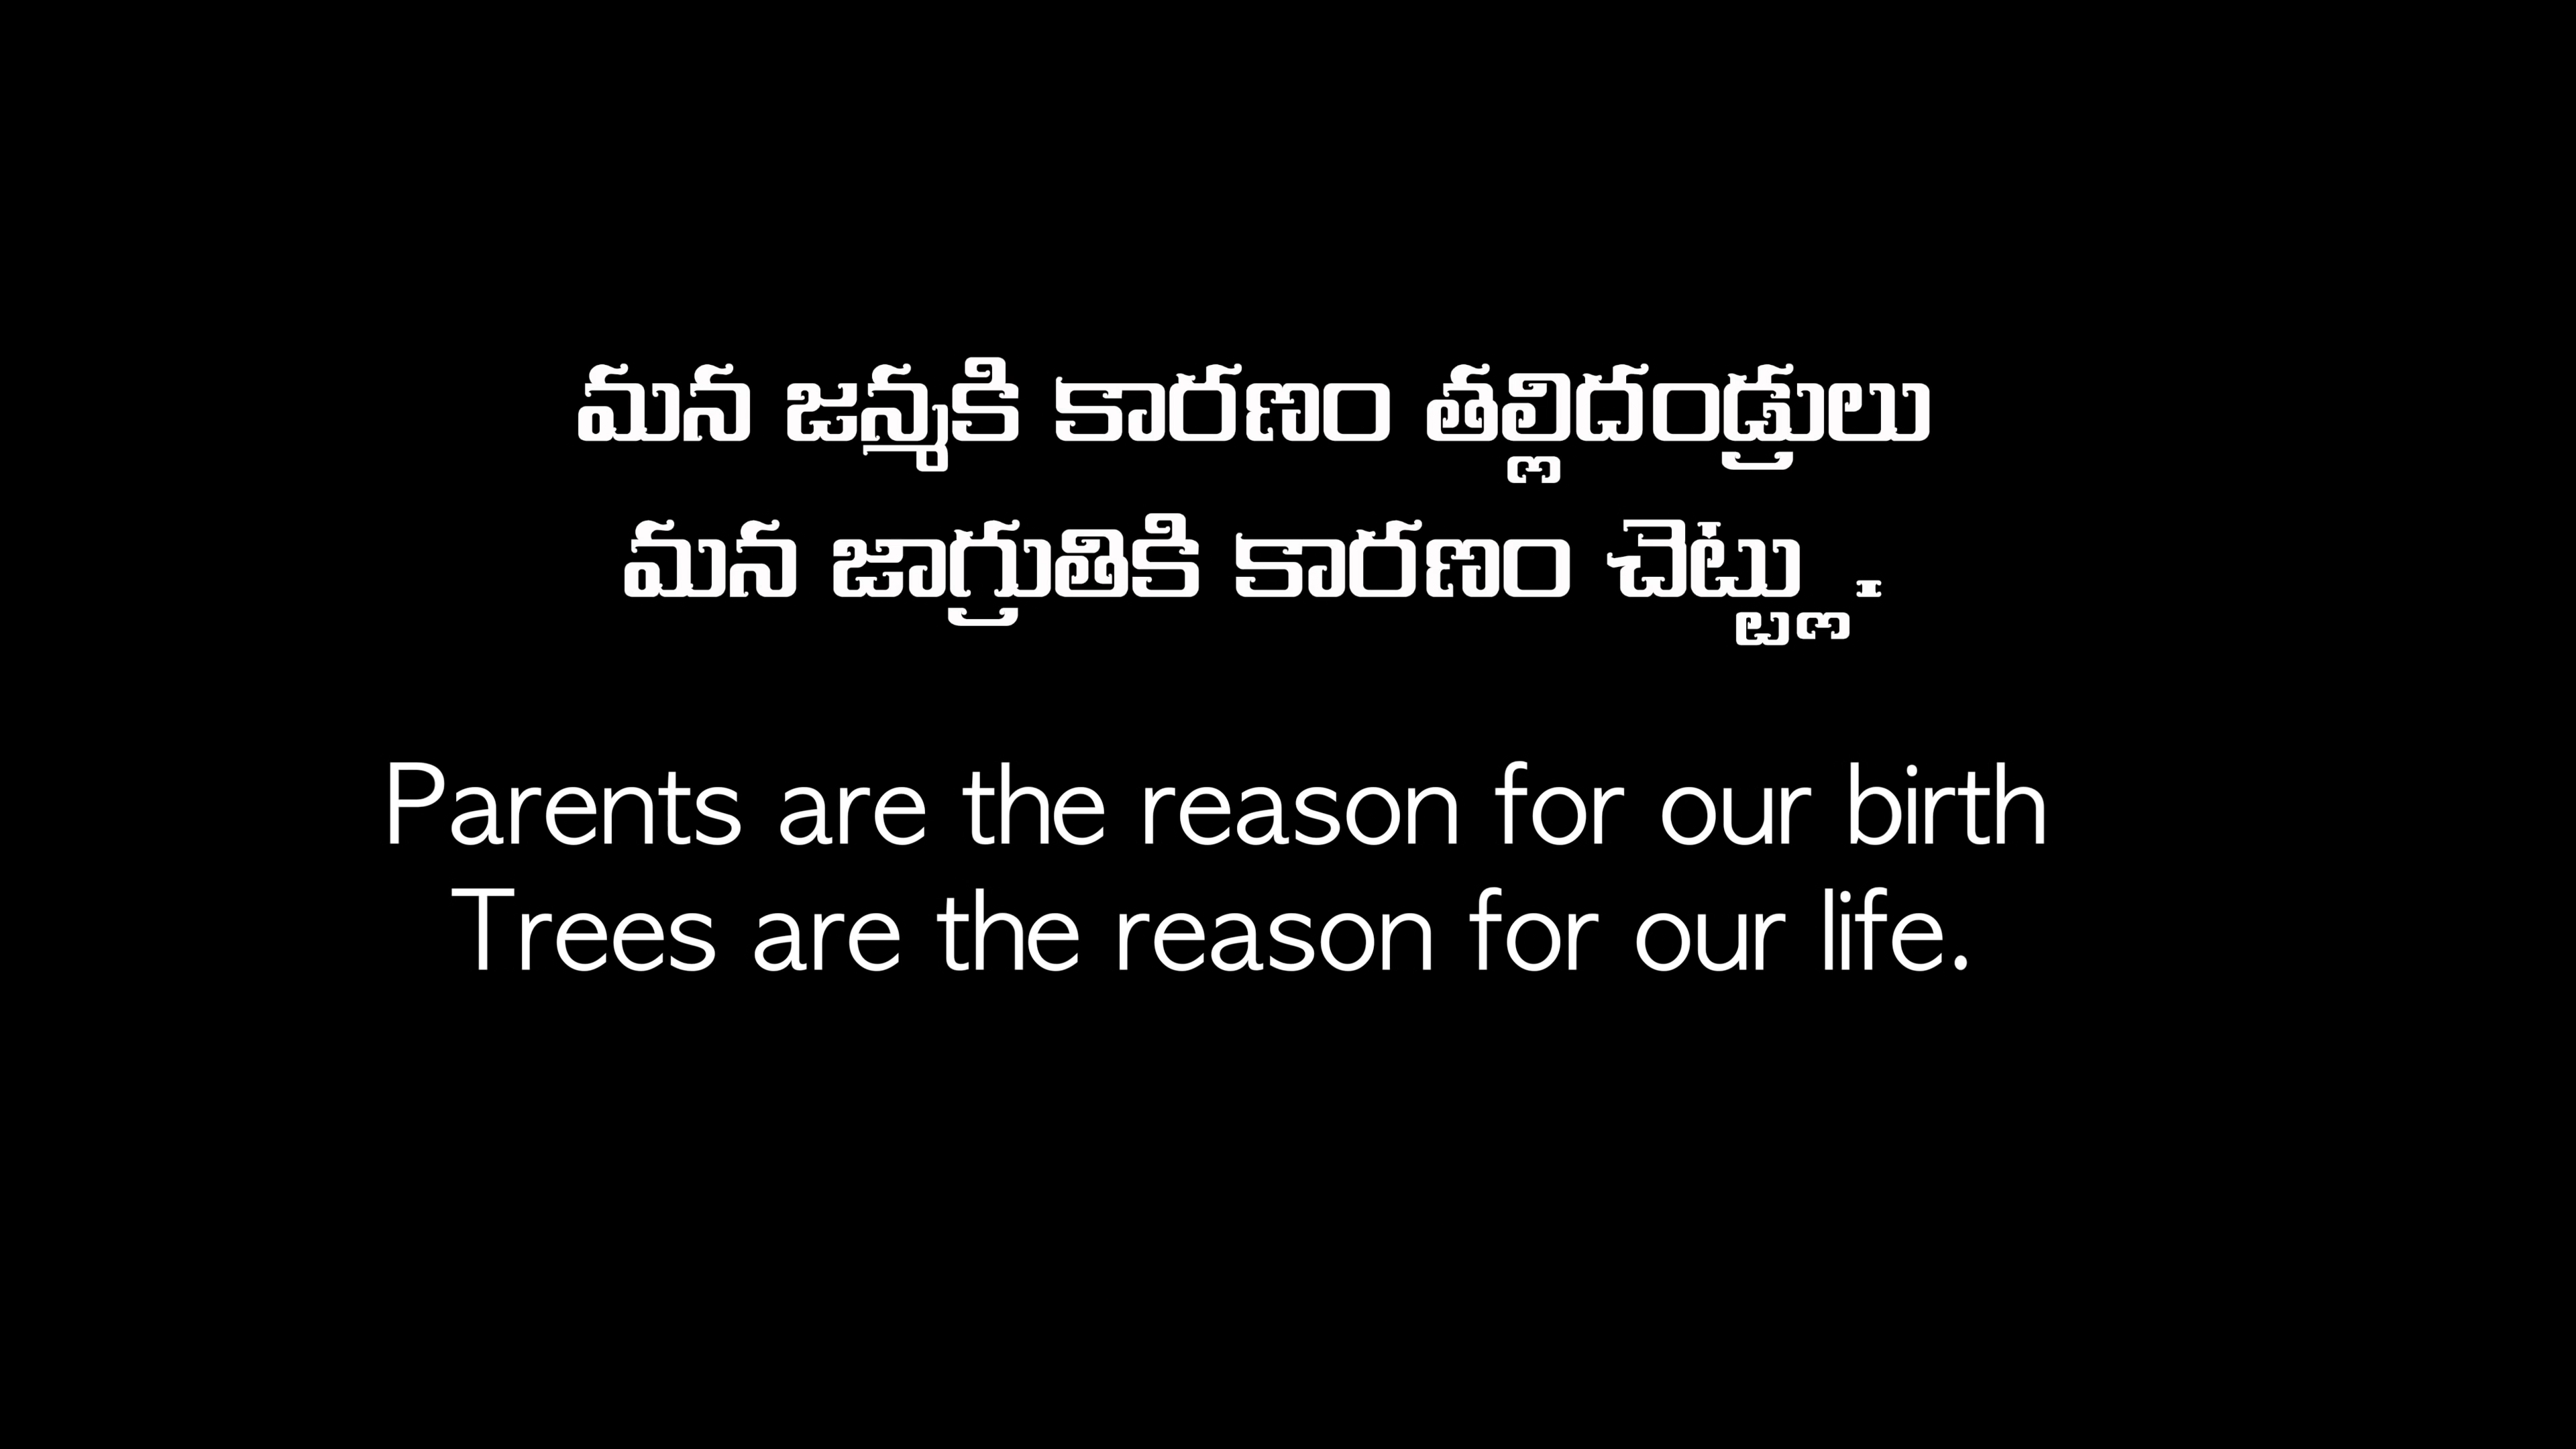 మన జన్మకి కారణం తల్లిదండ్రులు
మన జాగ్రుతికి కారణం చెట్ట్లు.
Parents are the reason for our birth
Trees are the reason for our life.